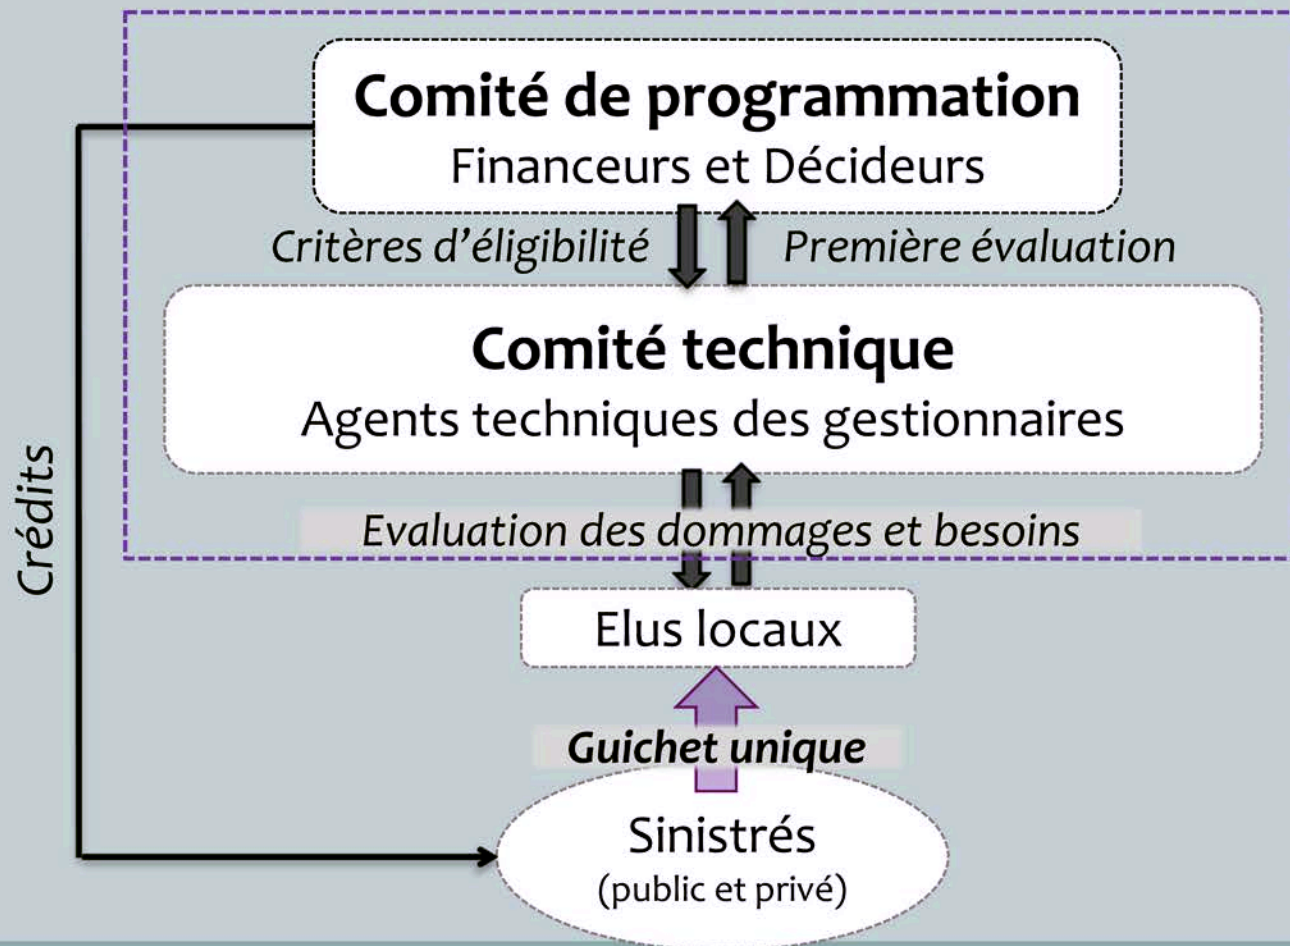 Comité de programmation
Financeurs et Décideurs
Critères d'éligibilité
Première évaluation
Comité technique
Agents techniques des gestionnaires
Crédits
Evaluation des dommages et besoins
Elus locaux
Guichet unique
Sinistrés
(public et privé)